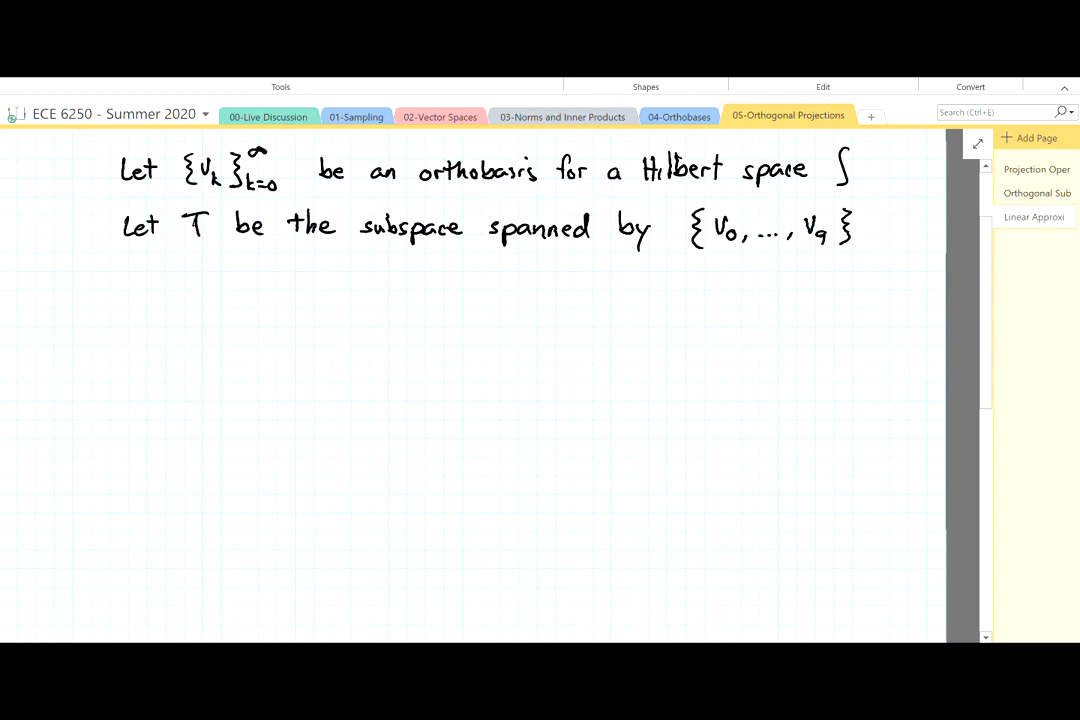 Tools Shapes Edit Convert
ECE 6250 - Summer 2020 00-Live Discussion 01-Sampling 02-Vector Spaces 03-Norms and Inner Products 04-Orthobases 05-Orthogonal Projections + Search (Ctrl+E)
Add Page
Projection Oper
Orthogonal Sub
Linear Approxi
Let {v_k}_{k=0}^∞ be an orthobasis for a Hilbert space S
Let T be the subspace spanned by {v_0, ..., v_9}